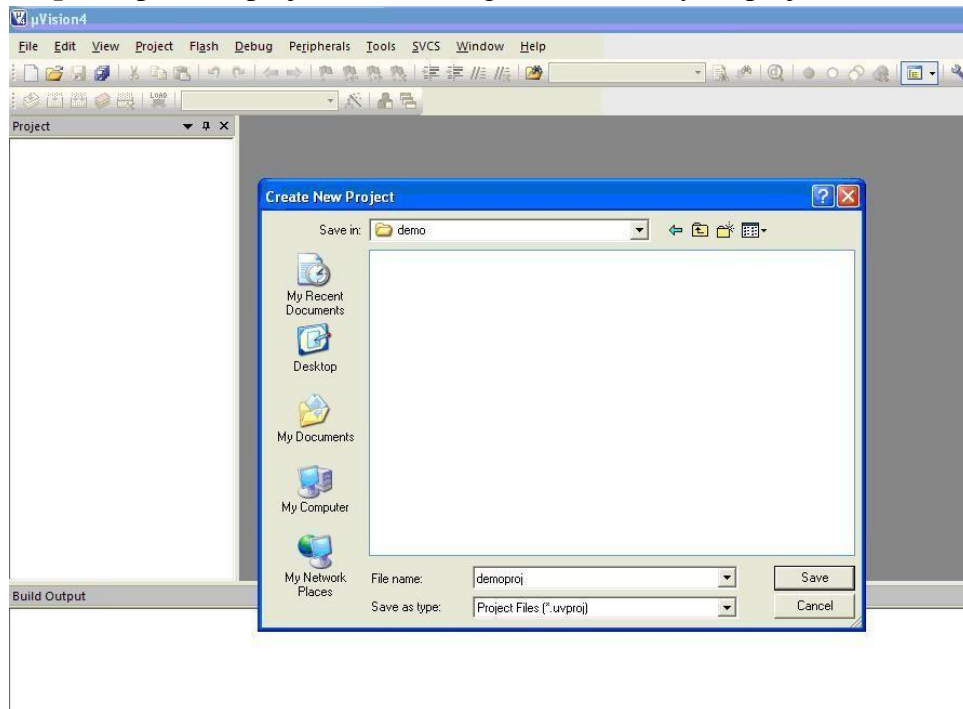 µVision4
File Edit View Project Flash Debug Peripherals Tools SVCS Window Help
LOAD
Project
Create New Project
Save in: demo
My Recent
Documents
Desktop
My Documents
My Computer
My Network
Places
File name: demoproj Save
Save as type: Project Files (*.uvproj) Cancel
Build Output